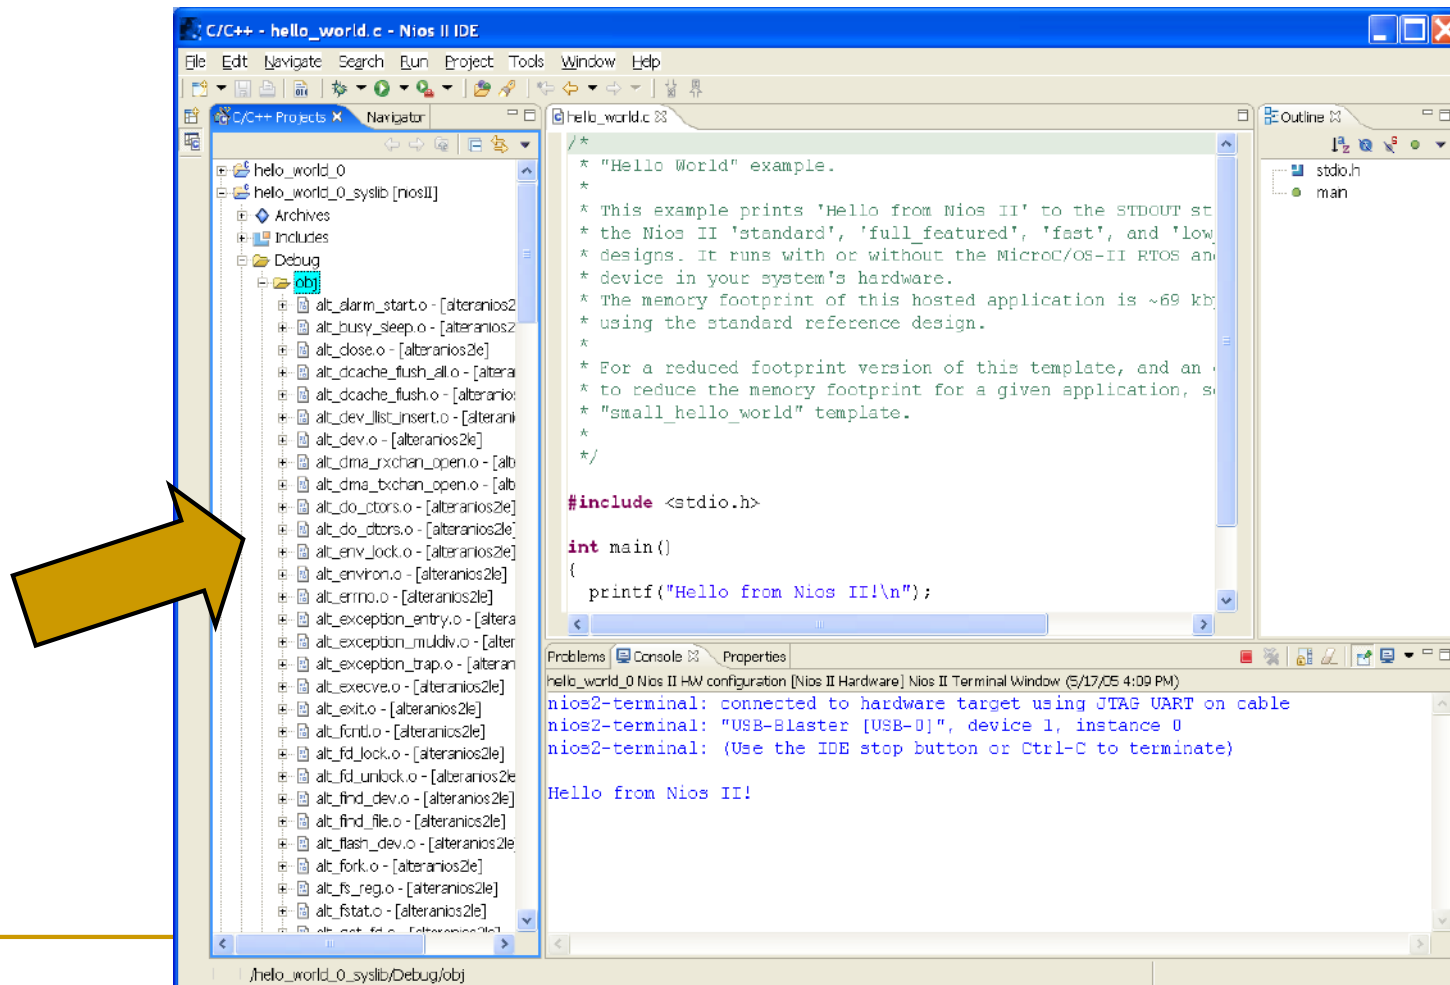 C/C++ - hello_world.c - Nios II IDE
File Edit Navigate Search Run Project Tools Window Help
C/C++ Projects Navigator
hello_world_0
hello_world_0_syslib [niosII]
Archives
Includes
Debug
obj
alt_alarm_start.o - [alteranios2
alt_busy_sleep.o - [alteranios2
alt_close.o - [alteranios2le]
alt_dcache_flush_all.o - [altera
alt_dcache_flush.o - [alteranios
alt_dev_llist_insert.o - [alterani
alt_dev.o - [alteranios2le]
alt_dma_rxchan_open.o - [alt
alt_dma_txchan_open.o - [alt
alt_do_ctors.o - [alteranios2le]
alt_do_dtors.o - [alteranios2le]
alt_env_lock.o - [alteranios2le]
alt_environ.o - [alteranios2le]
alt_errno.o - [alteranios2le]
alt_exception_entry.o - [altera
alt_exception_muldiv.o - [alter
alt_exception_trap.o - [alteran
alt_execve.o - [alteranios2le]
alt_exit.o - [alteranios2le]
alt_fcntl.o - [alteranios2le]
alt_fd_lock.o - [alteranios2le]
alt_fd_unlock.o - [alteranios2le
alt_find_dev.o - [alteranios2le]
alt_find_file.o - [alteranios2le]
alt_flash_dev.o - [alteranios2le
alt_fork.o - [alteranios2le]
alt_fs_reg.o - [alteranios2le]
alt_fstat.o - [alteranios2le]
hello_world.c
/*
* "Hello World" example.
*
* This example prints 'Hello from Nios II' to the STDOUT st
* the Nios II 'standard', 'full_featured', 'fast', and 'low_
* designs. It runs with or without the MicroC/OS-II RTOS an
* device in your system's hardware.
* The memory footprint of this hosted application is ~69 kb
* using the standard reference design.
*
* For a reduced footprint version of this template, and an
* to reduce the memory footprint for a given application, s
* "small_hello_world" template.
*
*/
#include <stdio.h>
int main()
{
printf("Hello from Nios II!\n");
Outline
stdio.h
main
Problems Console Properties
hello_world_0 Nios II HW configuration [Nios II Hardware] Nios II Terminal Window (5/17/05 4:09 PM)
nios2-terminal: connected to hardware target using JTAG UART on cable
nios2-terminal: "USB-Blaster [USB-0]", device 1, instance 0
nios2-terminal: (Use the IDE stop button or Ctrl-C to terminate)
Hello from Nios II!
/hello_world_0_syslib/Debug/obj